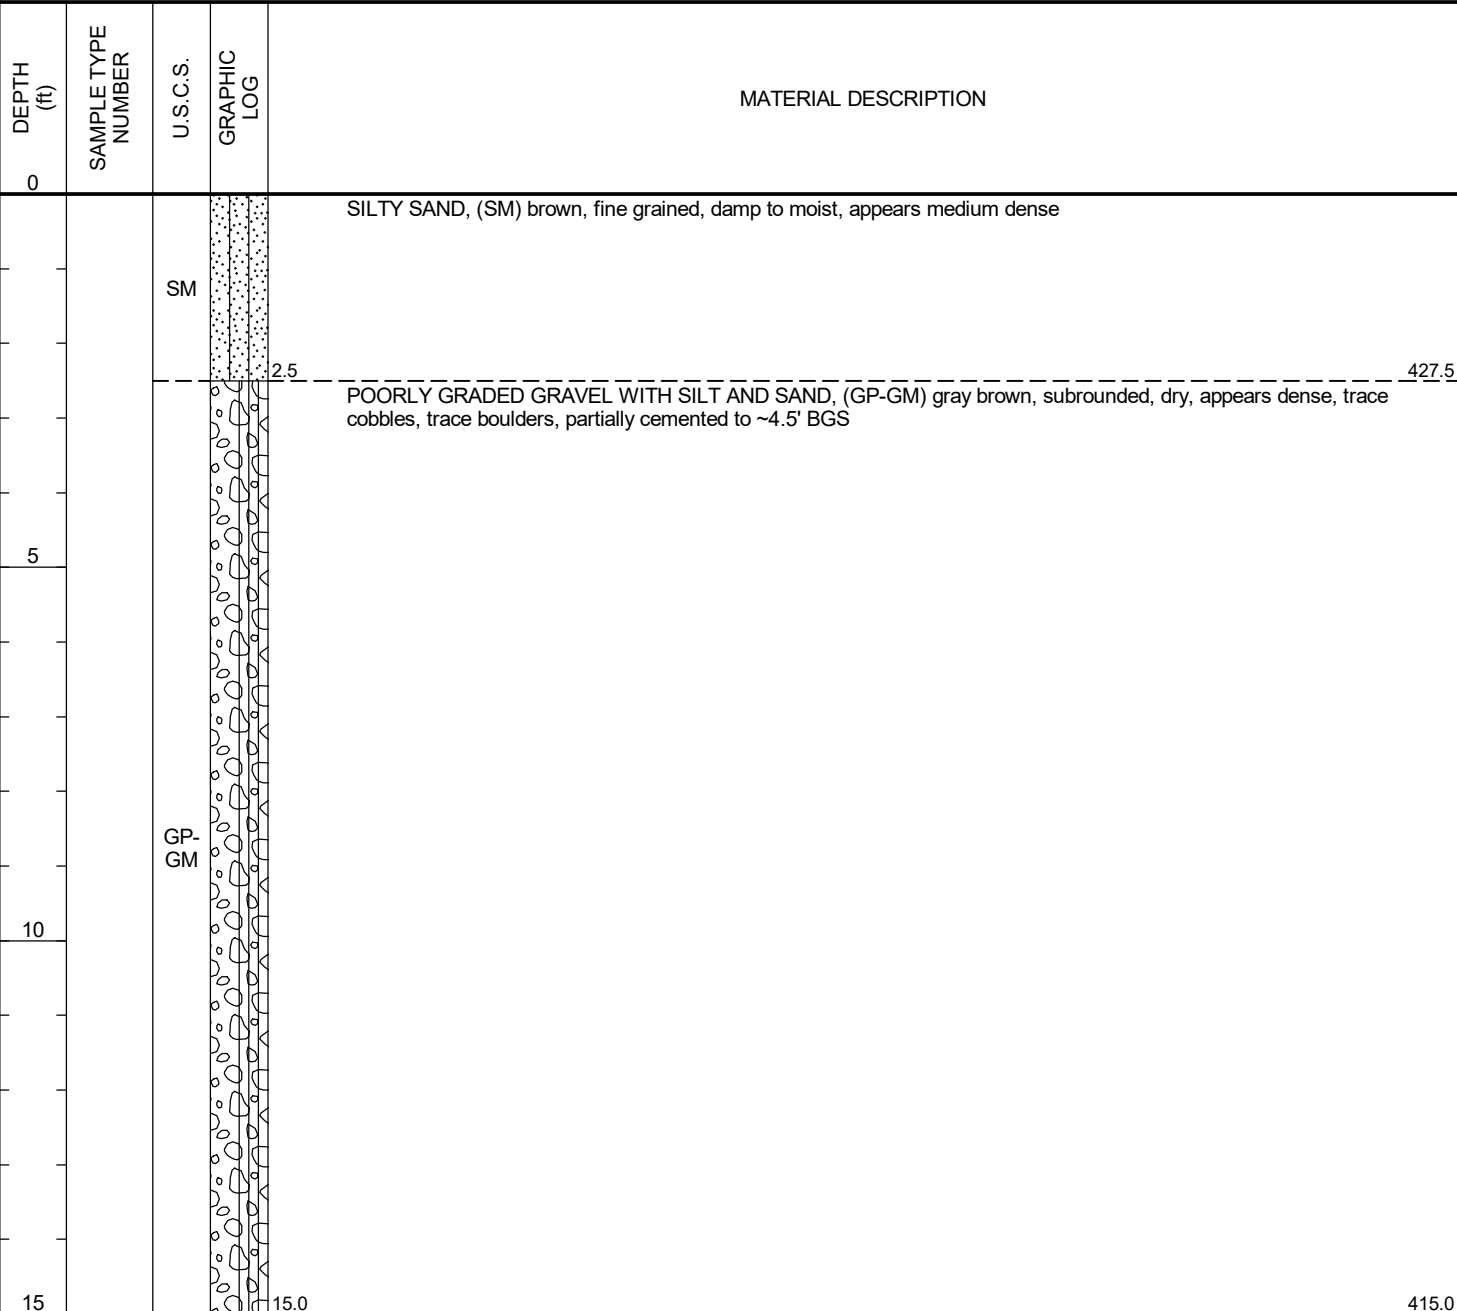 DEPTH
(ft)
SAMPLE TYPE
NUMBER
U.S.C.S.
GRAPHIC
LOG
MATERIAL DESCRIPTION
0
SILTY SAND, (SM) brown, fine grained, damp to moist, appears medium dense
SM
2.5
427.5
POORLY GRADED GRAVEL WITH SILT AND SAND, (GP-GM) gray brown, subrounded, dry, appears dense, trace
cobbles, trace boulders, partially cemented to ~4.5' BGS
5
GP-
GM
10
15
15.0
415.0